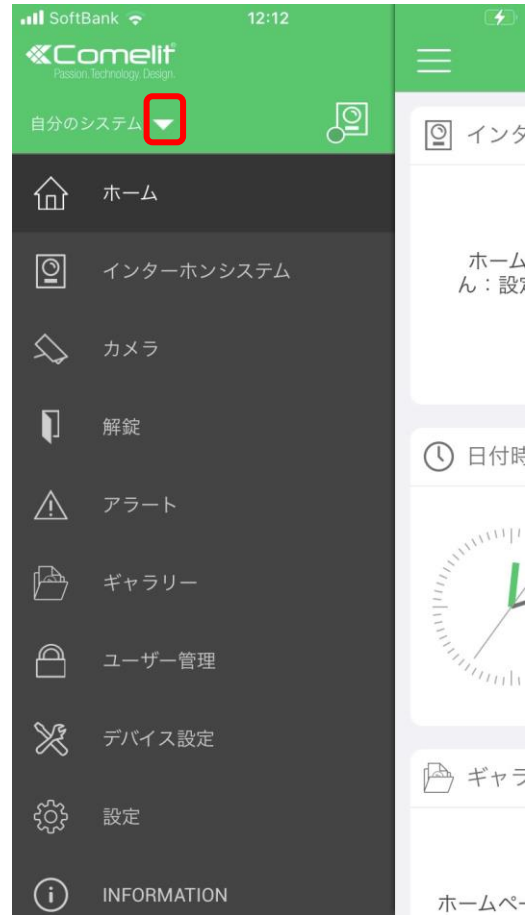 SoftBank 12:12
Comelit
Passion.Technology.Design.
自分のシステム
ホーム
インターホンシステム
カメラ
解錠
アラート
ギャラリー
ユーザー管理
デバイス設定
設定
INFORMATION
インタ
ホーム
ん：設定
日付時
ギャラ
ホームペー